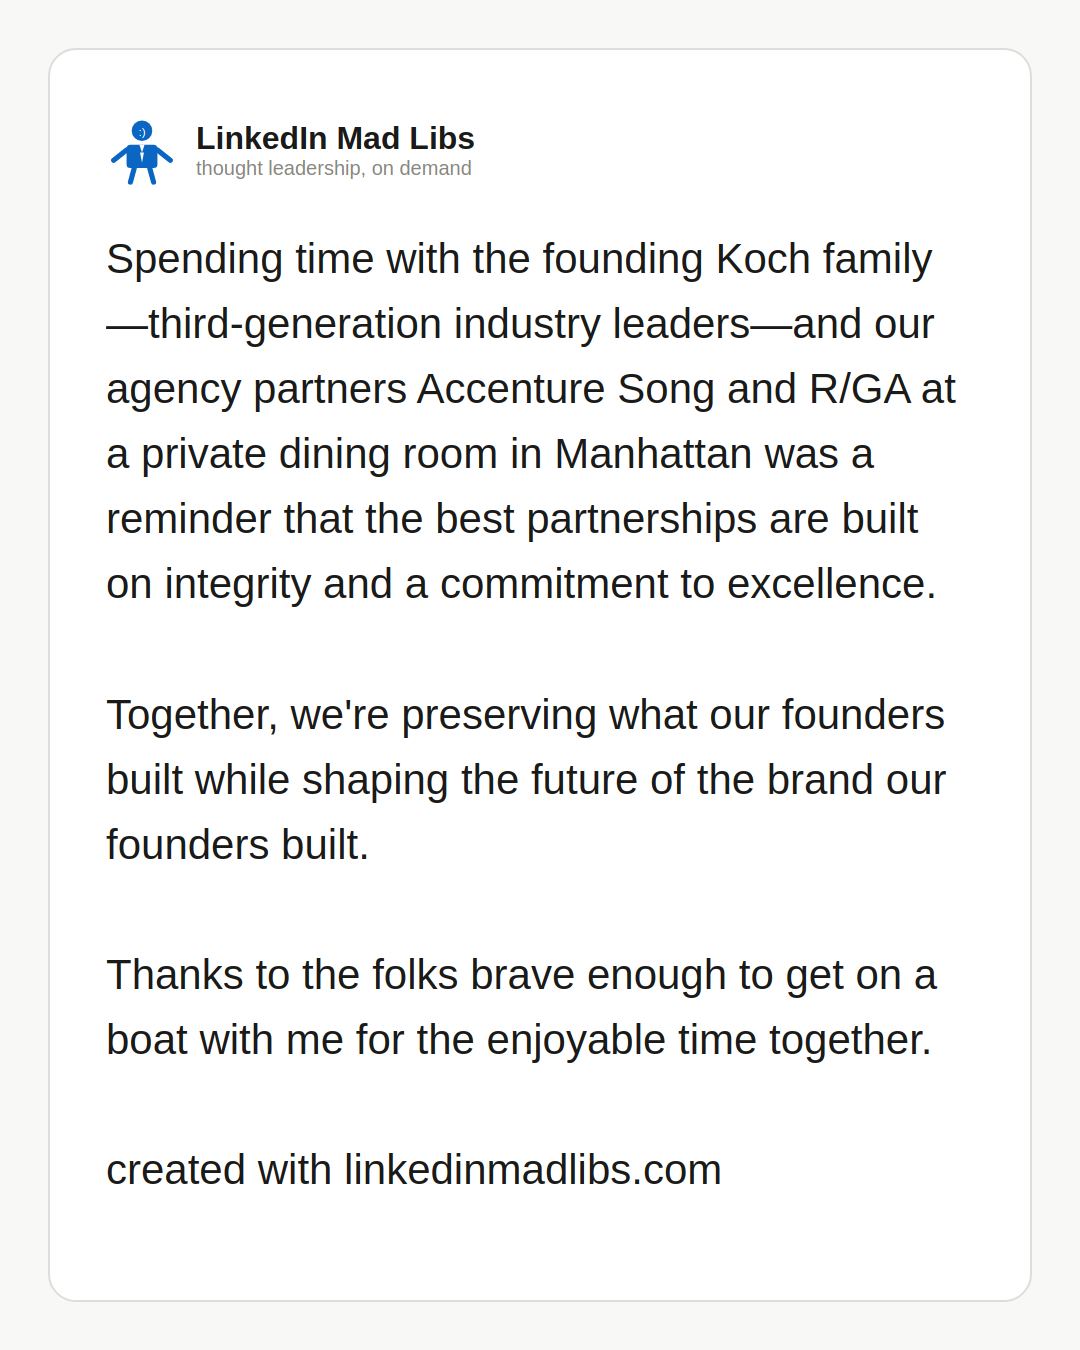 :)
LinkedIn Mad Libs
thought leadership, on demand
Spending time with the founding Koch family
—third-generation industry leaders—and our
agency partners Accenture Song and R/GA at
a private dining room in Manhattan was a
reminder that the best partnerships are built
on integrity and a commitment to excellence.
Together, we're preserving what our founders
built while shaping the future of the brand our
founders built.
Thanks to the folks brave enough to get on a
boat with me for the enjoyable time together.
created with linkedinmadlibs.com